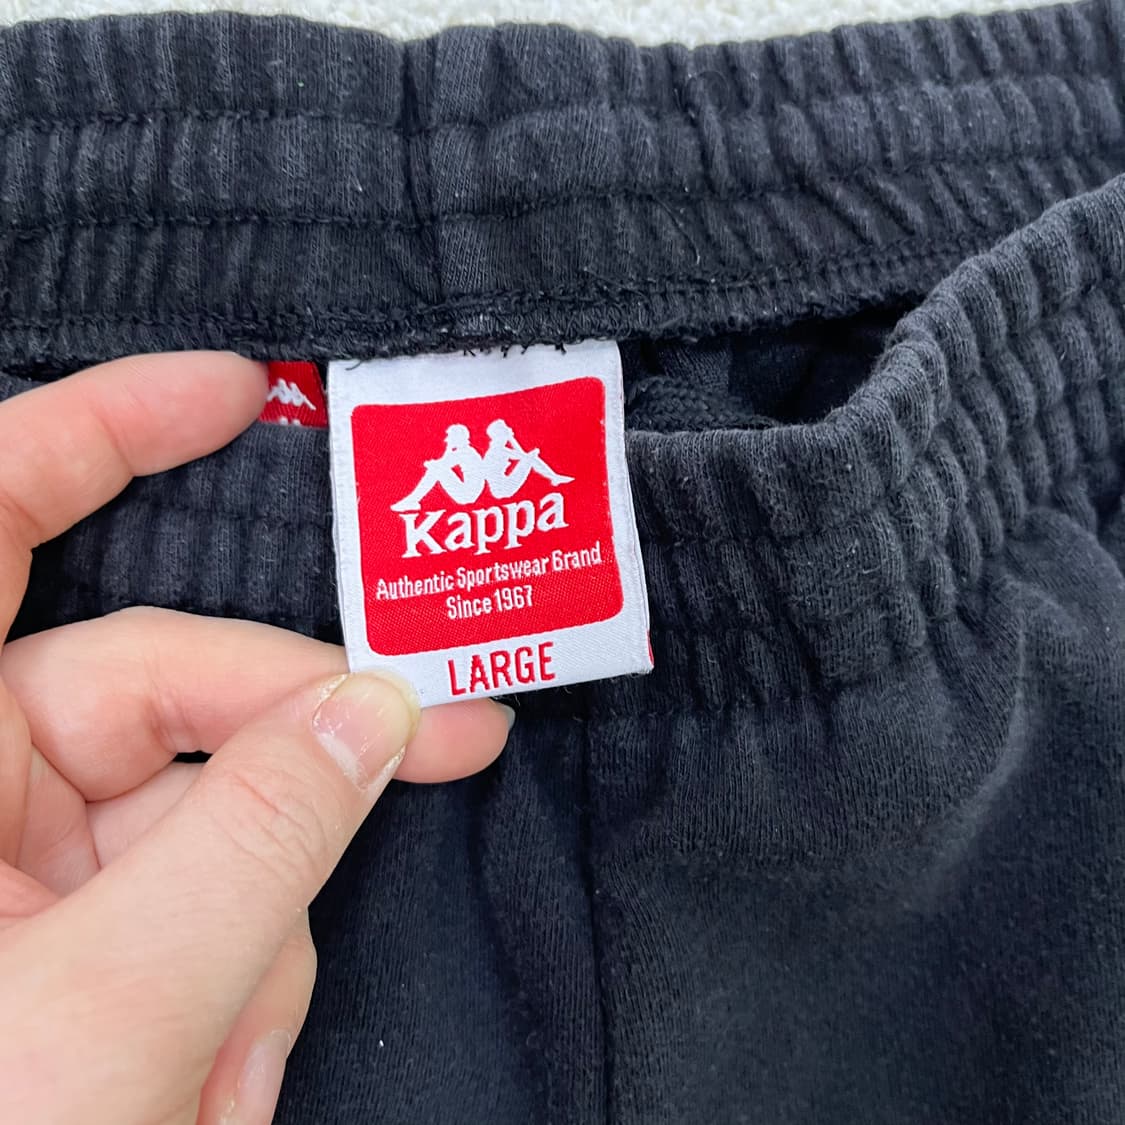 Kappa
Authentic Sportswear Brand
Since 1967
LARGE